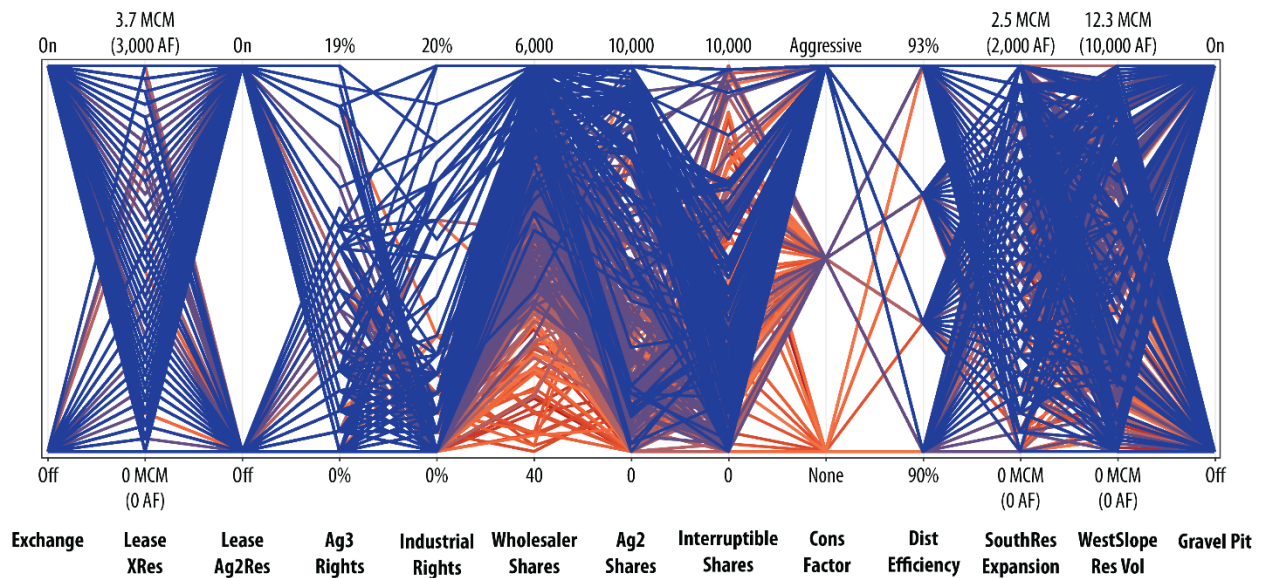 3.7 MCM 2.5 MCM 12.3 MCM
On (3,000 AF) On 19% 20% 6,000 10,000 10,000 Aggressive 93% (2,000 AF) (10,000 AF) On
Off 0 MCM Off 0% 0% 40 0 0 None 90% 0 MCM 0 MCM Off
(0 AF) (0 AF) (0 AF)
Exchange Lease Lease Ag3 Industrial Wholesaler Ag2 Interruptible Cons Dist SouthRes WestSlope Gravel Pit
XRes Ag2Res Rights Rights Shares Shares Shares Factor Efficiency Expansion Res Vol